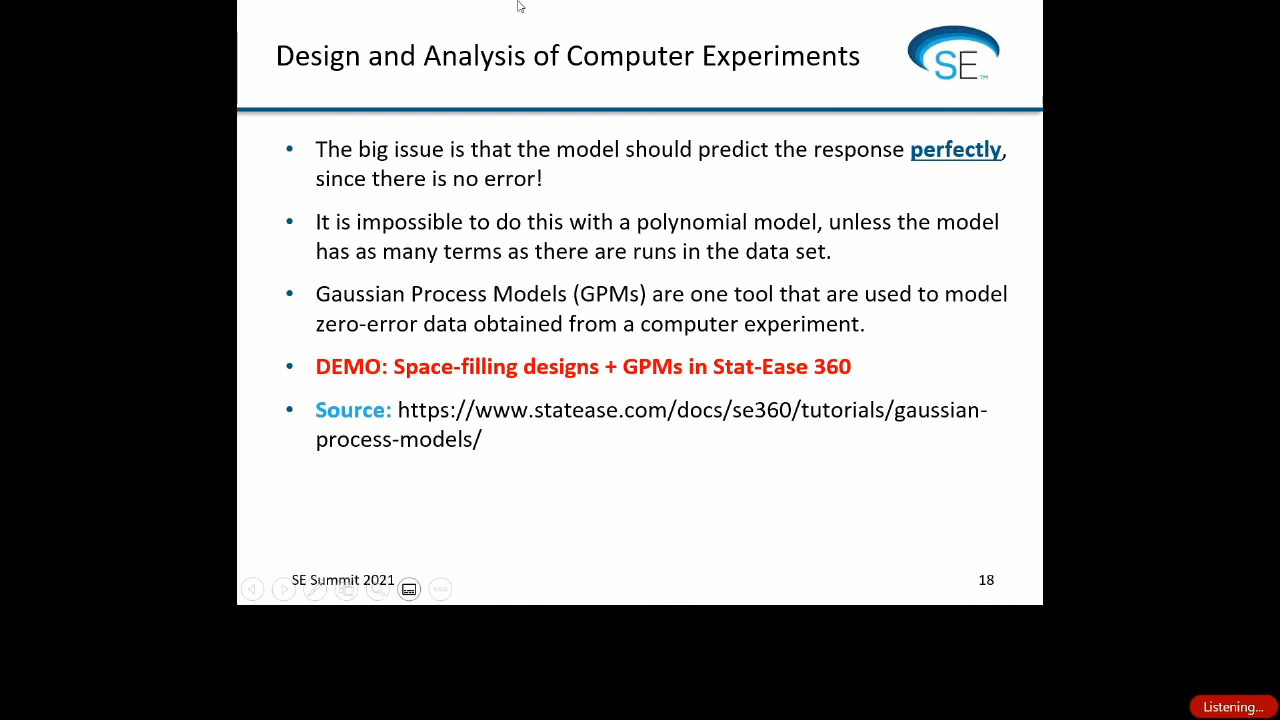 Design and Analysis of Computer Experiments
SE™
• The big issue is that the model should predict the response perfectly,
since there is no error!
• It is impossible to do this with a polynomial model, unless the model
has as many terms as there are runs in the data set.
• Gaussian Process Models (GPMs) are one tool that are used to model
zero-error data obtained from a computer experiment.
• DEMO: Space-filling designs + GPMs in Stat-Ease 360
• Source: https://www.statease.com/docs/se360/tutorials/gaussian-
process-models/
SE Summit 2021
18
Listening...